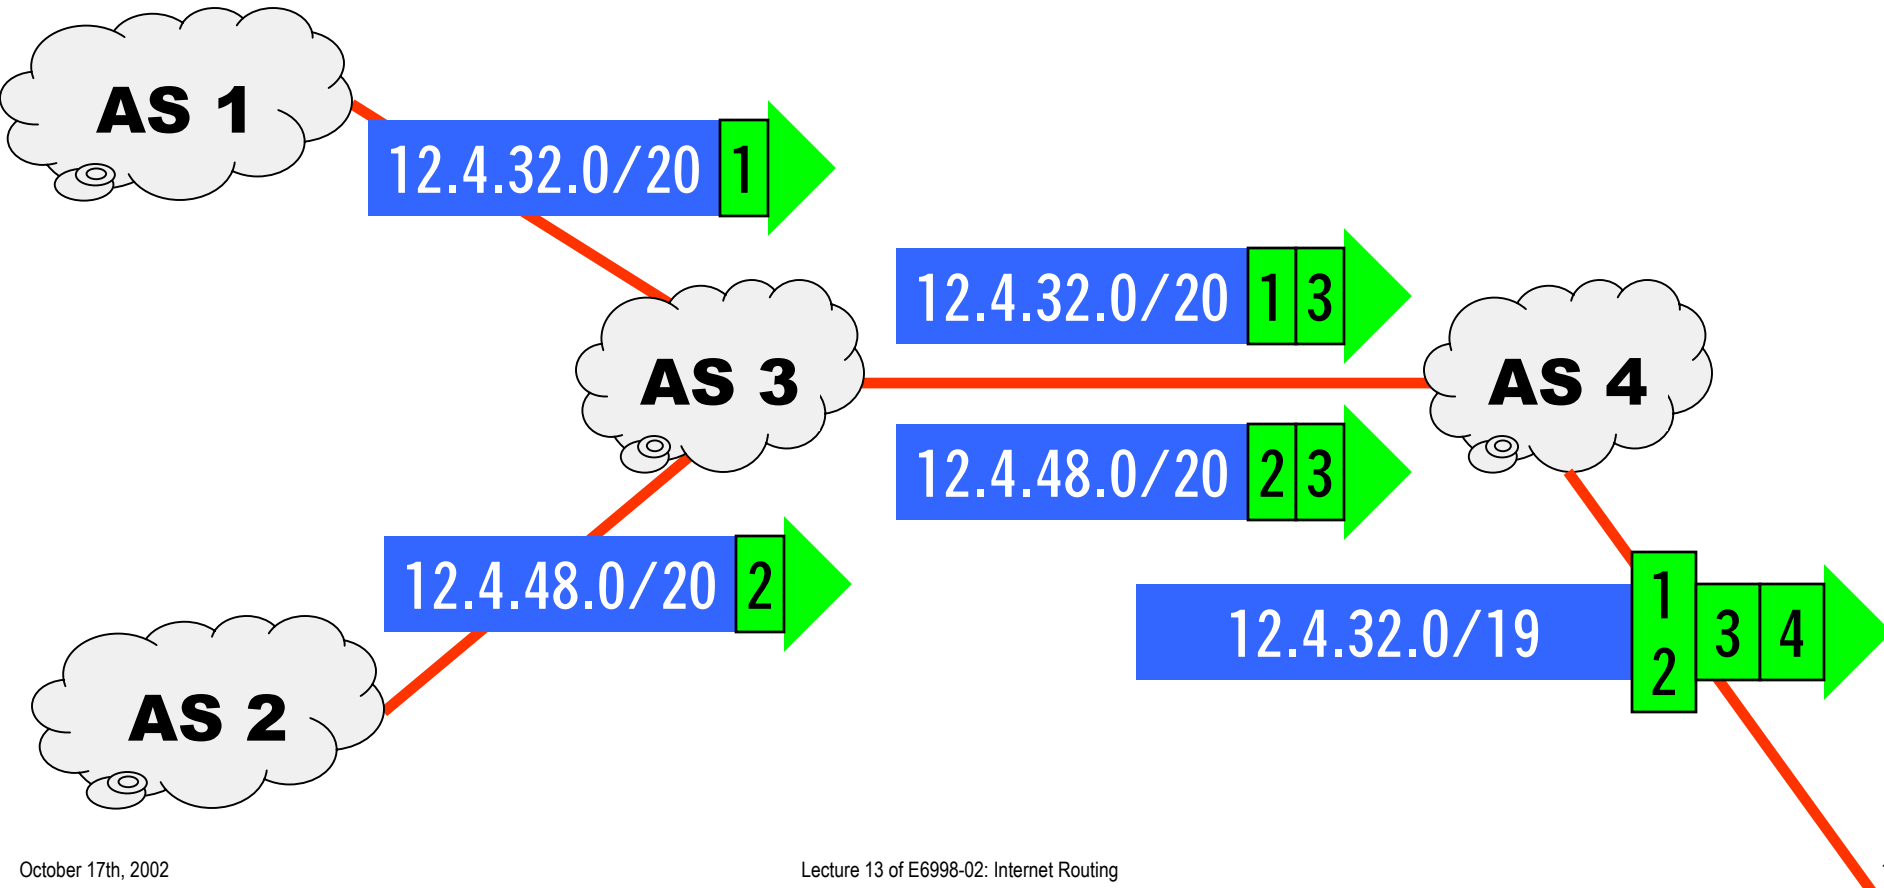 AS 1
12.4.32.0/20 1
12.4.32.0/20 1 3
AS 3
AS 4
12.4.48.0/20 2 3
12.4.48.0/20 2
12.4.32.0/19 1 2 3 4
AS 2
October 17th, 2002
Lecture 13 of E6998-02: Internet Routing